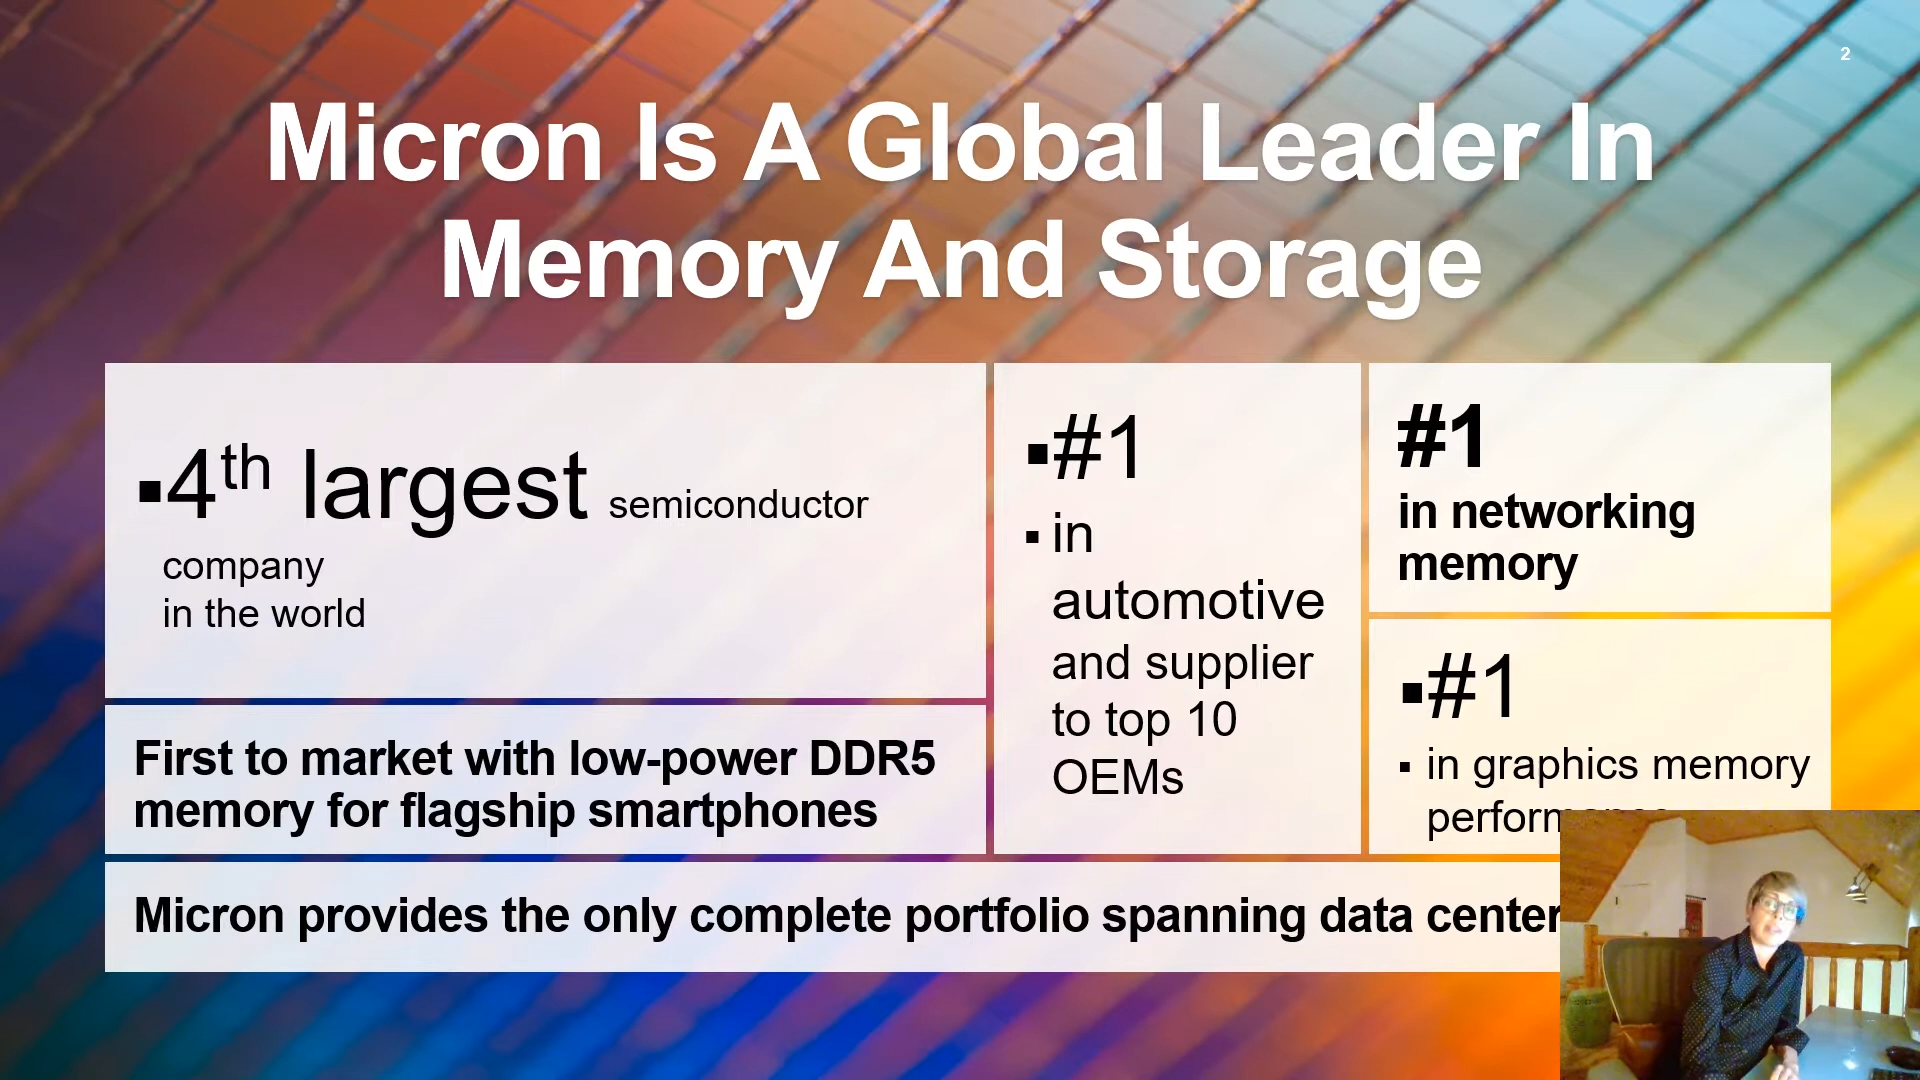 2
Micron Is A Global Leader In
Memory And Storage
▪4th largest semiconductor
company
in the world
First to market with low-power DDR5
memory for flagship smartphones
▪#1
▪ in
automotive
and supplier
to top 10
OEMs
#1
in networking
memory
▪#1
▪ in graphics memory
Micron provides the only complete portfolio spanning data center